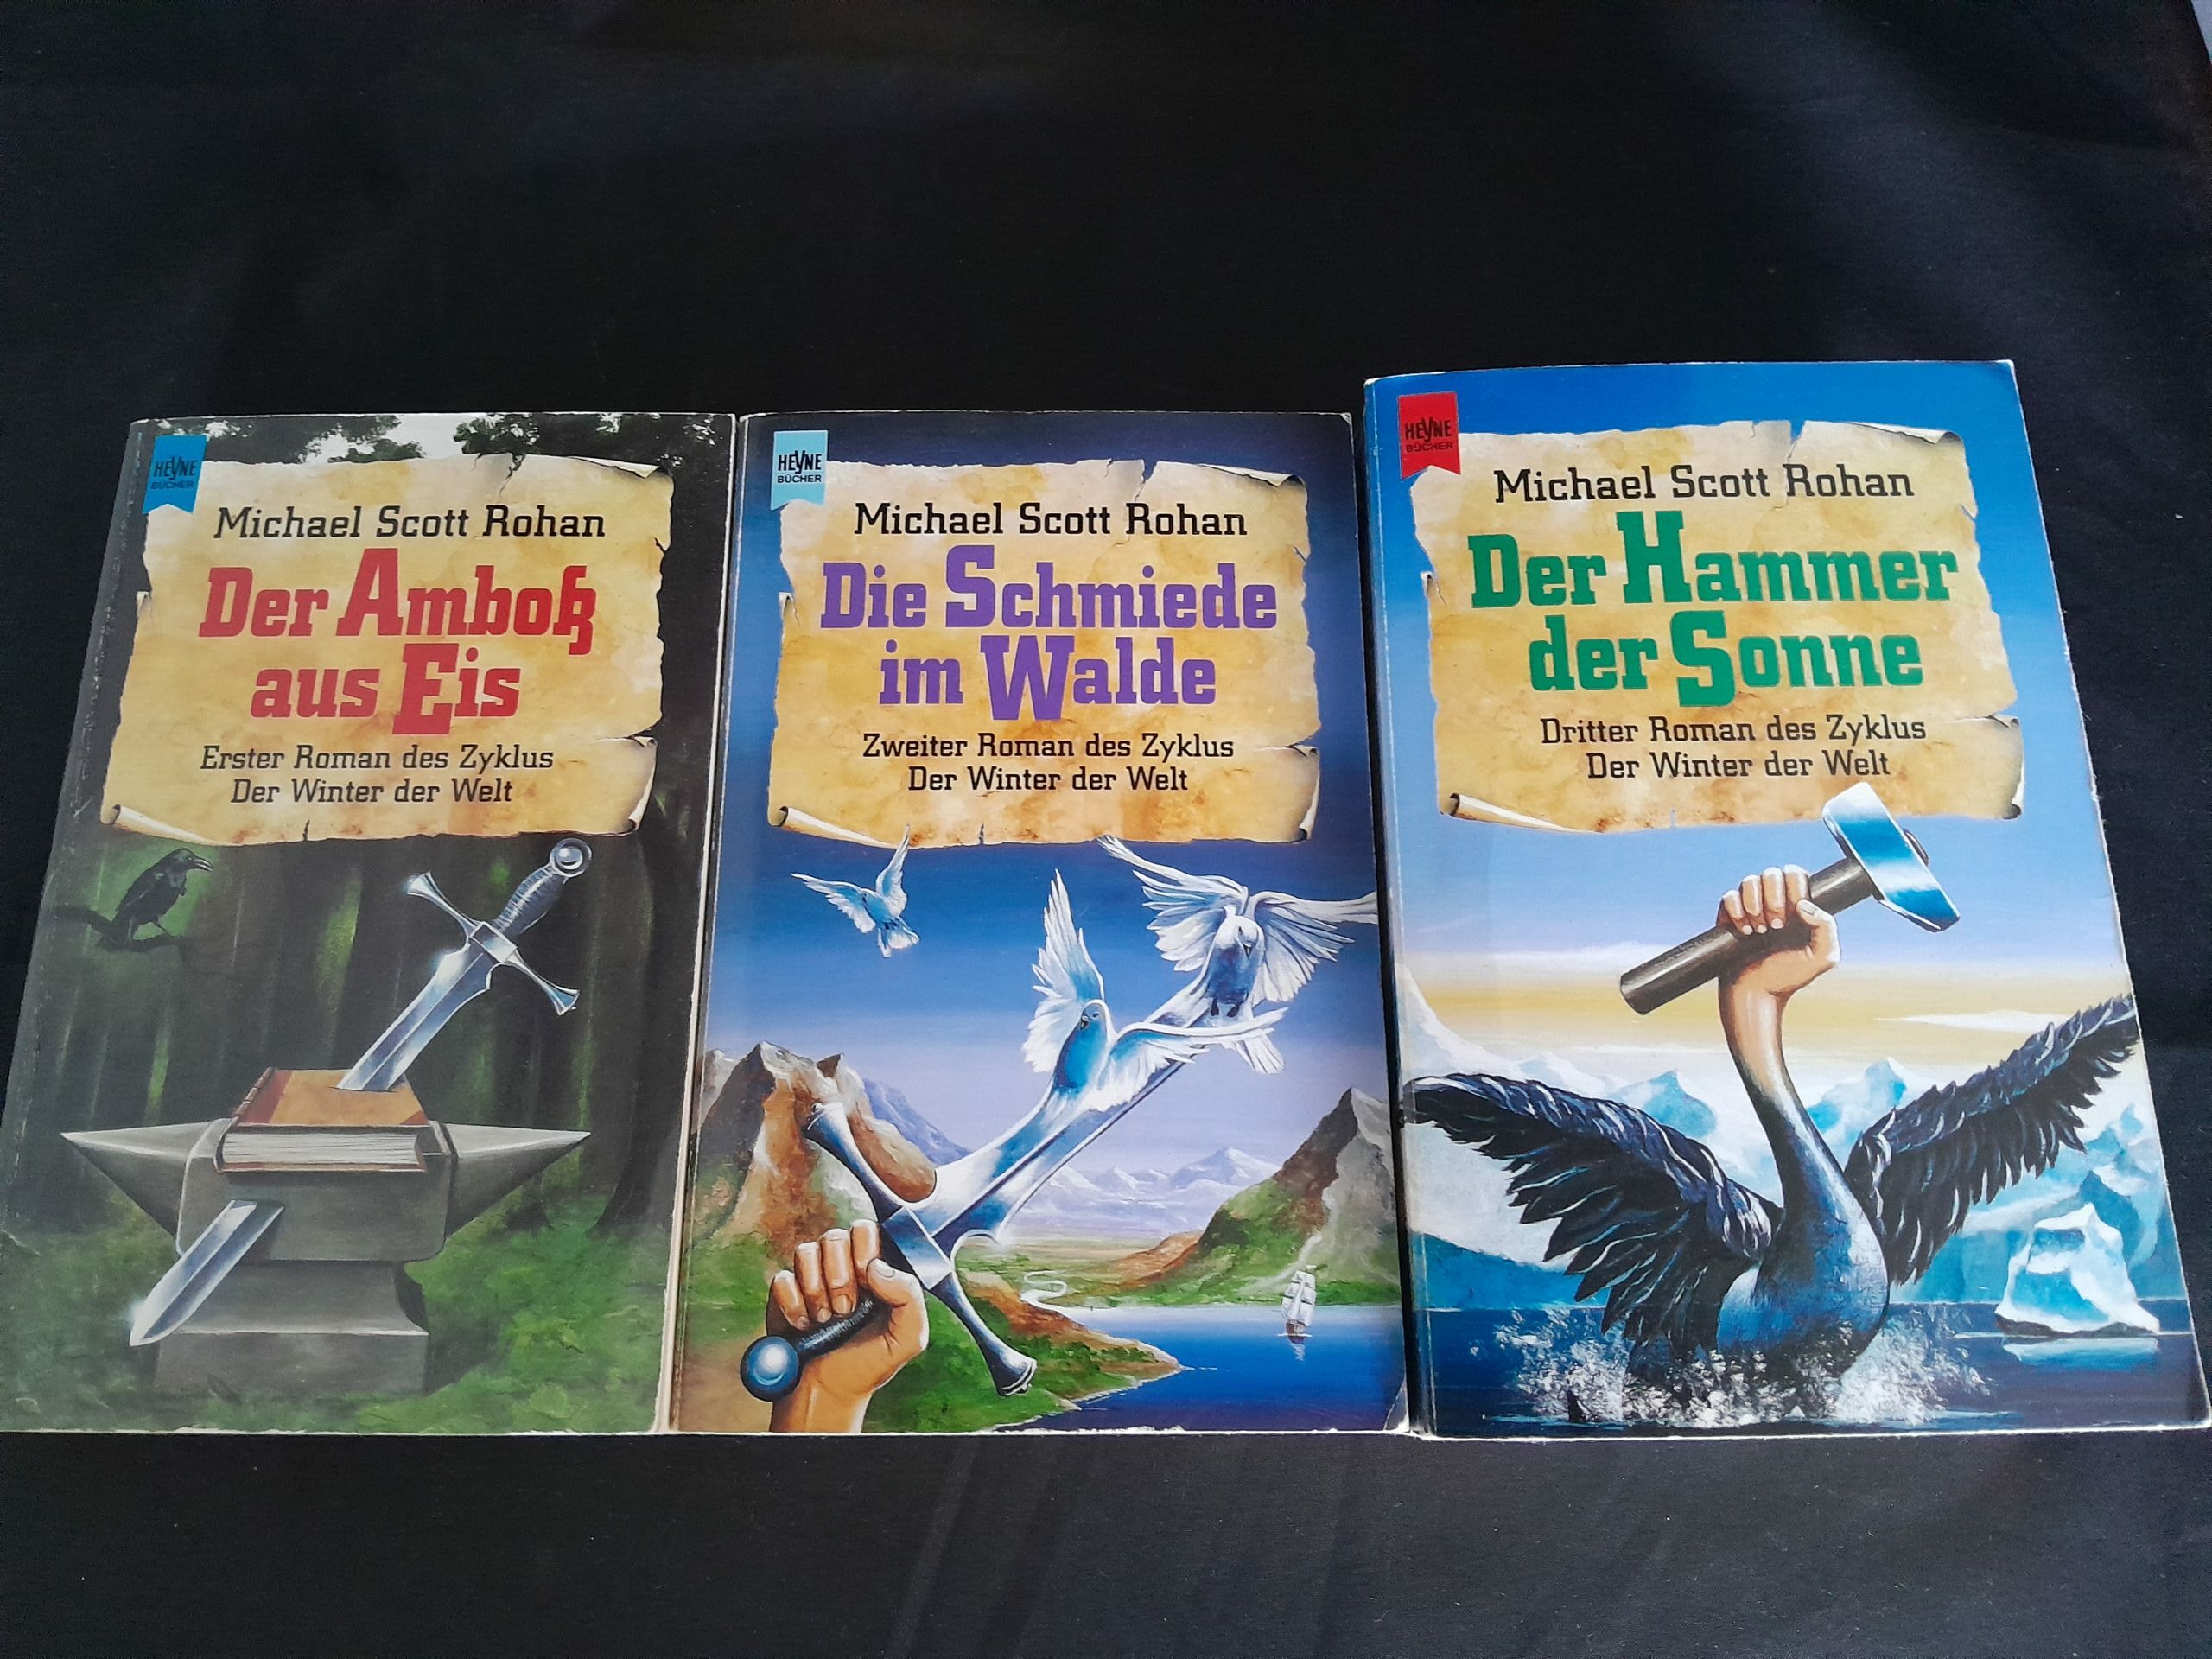 HEYNE
BÜCHER
Michael Scott Rohan
Der Amboß
aus Eis
Erster Roman des Zyklus
Der Winter der Welt
HEYNE
BÜCHER
Michael Scott Rohan
Die Schmiede
im Walde
Zweiter Roman des Zyklus
Der Winter der Welt
HEYNE
BÜCHER
Michael Scott Rohan
Der Hammer
der Sonne
Dritter Roman des Zyklus
Der Winter der Welt